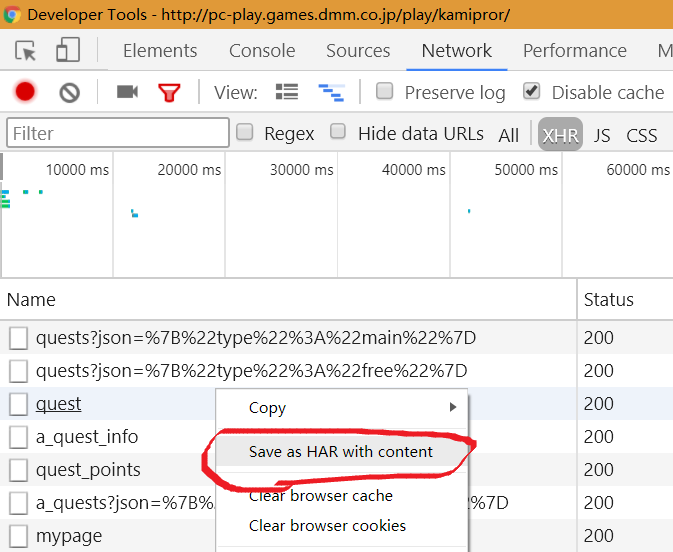 Developer Tools - http://pc-play.games.dmm.co.jp/play/kamipror/
Elements Console Sources Network Performance M
View: Preserve log Disable cache
Filter Regex Hide data URLs All XHR JS CSS
10000 ms 20000 ms 30000 ms 40000 ms 50000 ms 60000 ms
Name Status
quests?json=%7B%22type%22%3A%22main%22%7D 200
quests?json=%7B%22type%22%3A%22free%22%7D 200
quest 200
Copy
a_quest_info 200
Save as HAR with content
quest_points 200
Clear browser cache
a_quests?json=%7B% %22%7D 200
Clear browser cookies
mypage 200